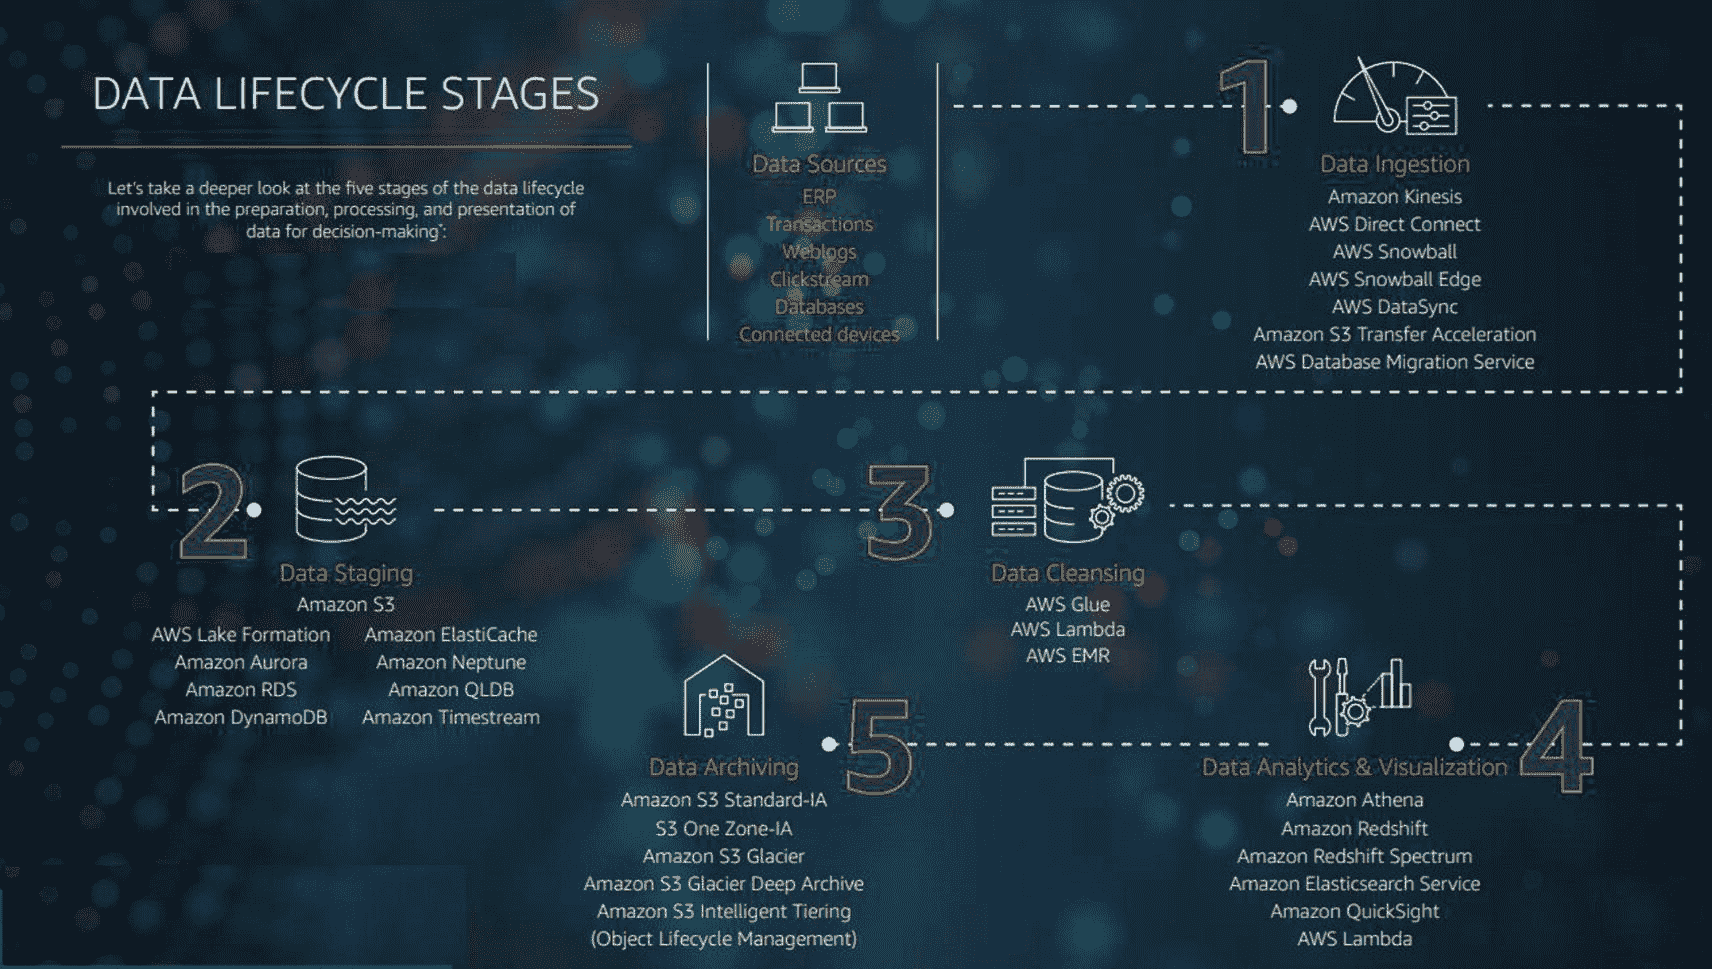 DATA LIFECYCLE STAGES
Let's take a deeper look at the five stages of the data lifecycle
involved in the preparation, processing, and presentation of
data for decision-making*:
Data Sources
ERP
Transactions
Weblogs
Clickstream
Databases
Connected devices
1
Data Ingestion
Amazon Kinesis
AWS Direct Connect
AWS Snowball
AWS Snowball Edge
AWS DataSync
Amazon S3 Transfer Acceleration
AWS Database Migration Service
2
Data Staging
Amazon S3
AWS Lake Formation
Amazon Aurora
Amazon RDS
Amazon DynamoDB
Amazon ElastiCache
Amazon Neptune
Amazon QLDB
Amazon Timestream
3
Data Cleansing
AWS Glue
AWS Lambda
AWS EMR
4
Data Analytics & Visualization
Amazon Athena
Amazon Redshift
Amazon Redshift Spectrum
Amazon Elasticsearch Service
Amazon QuickSight
AWS Lambda
5
Data Archiving
Amazon S3 Standard-IA
S3 One Zone-IA
Amazon S3 Glacier
Amazon S3 Glacier Deep Archive
Amazon S3 Intelligent Tiering
(Object Lifecycle Management)